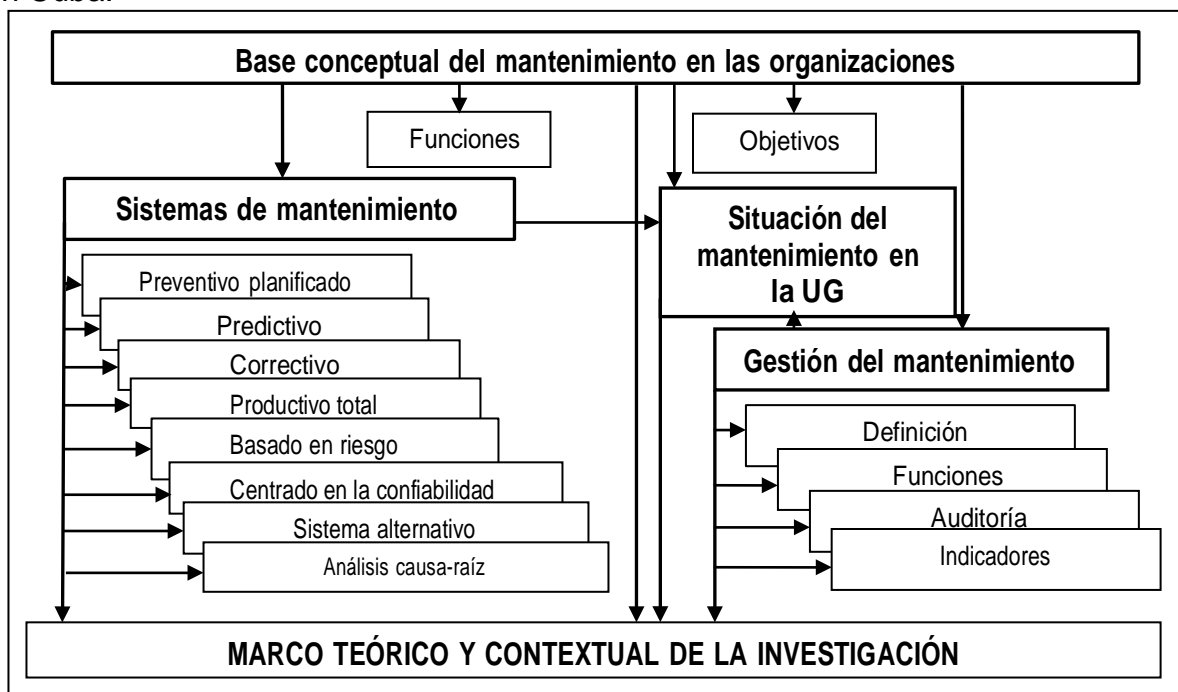 Base conceptual del mantenimiento en las organizaciones
Funciones
Objetivos
Sistemas de mantenimiento
Situación del
mantenimiento en
la UG
Preventivo planificado
Predictivo
Correctivo
Productivo total
Basado en riesgo
Centrado en la confiabilidad
Sistema alternativo
Análisis causa-raíz
Gestión del mantenimiento
Definición
Funciones
Auditoría
Indicadores
MARCO TEÓRICO Y CONTEXTUAL DE LA INVESTIGACIÓN